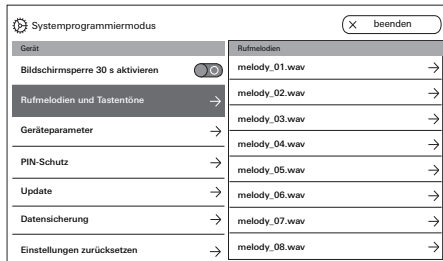 Systemprogrammiermodus
× beenden
Gerät
Bildschirmsperre 30 s aktivieren
Rufmelodien und Tastentöne
Geräteparameter
PIN-Schutz
Update
Datensicherung
Einstellungen zurücksetzen
Rufmelodien
melody_01.wav
melody_02.wav
melody_03.wav
melody_04.wav
melody_05.wav
melody_06.wav
melody_07.wav
melody_08.wav